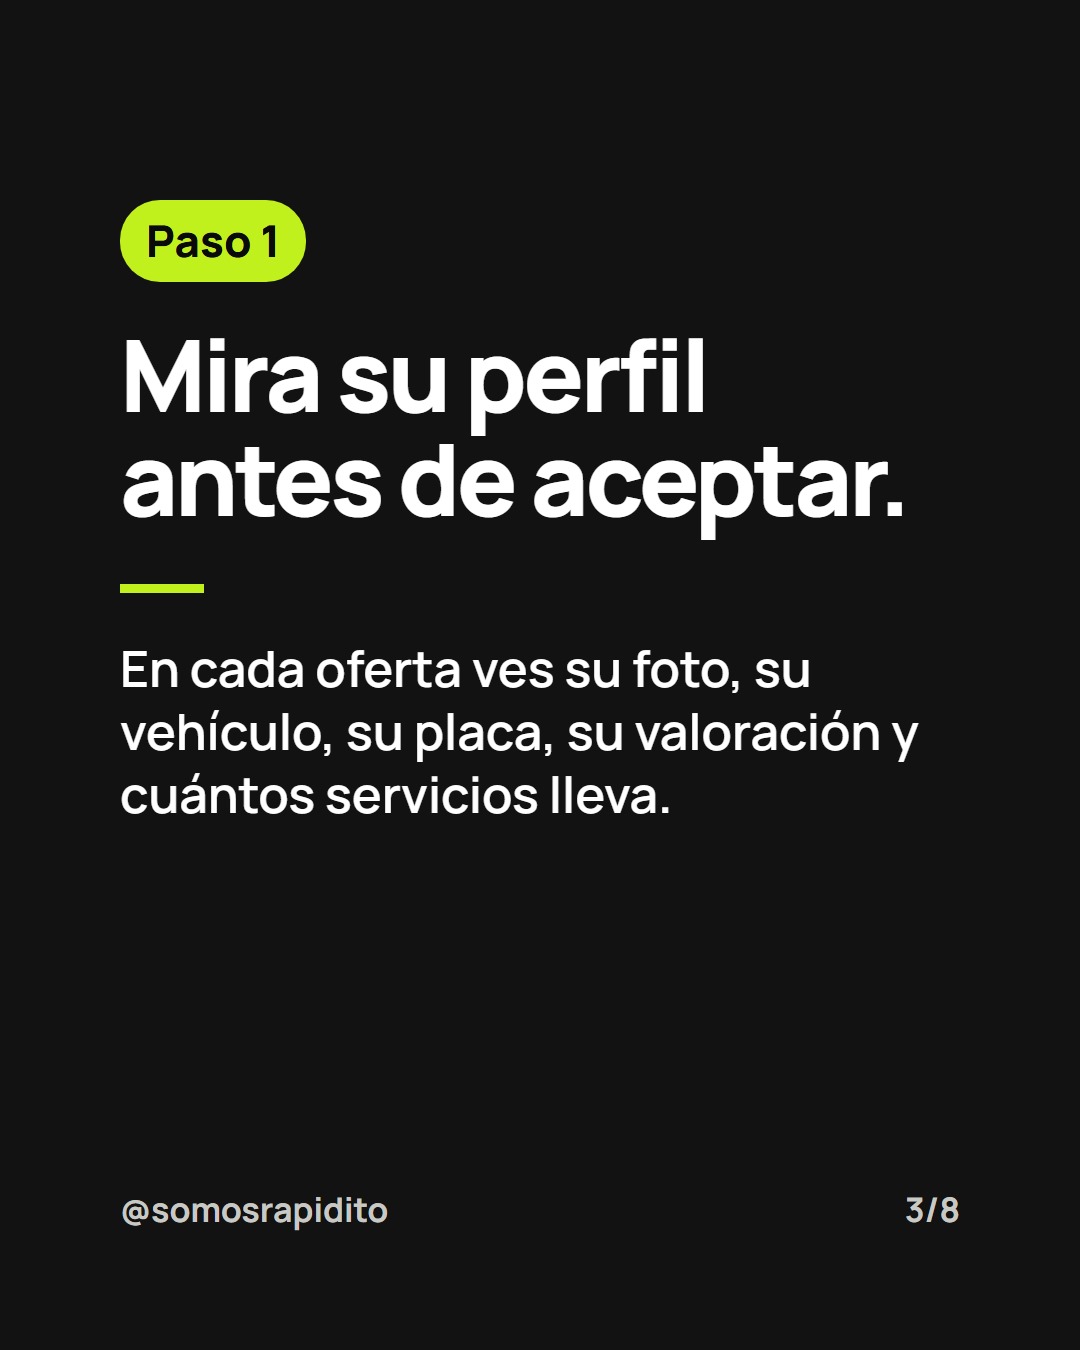 Paso 1
Mira su perfil
antes de aceptar.
En cada oferta ves su foto, su
vehículo, su placa, su valoración y
cuántos servicios lleva.
@somosrapidito
3/8